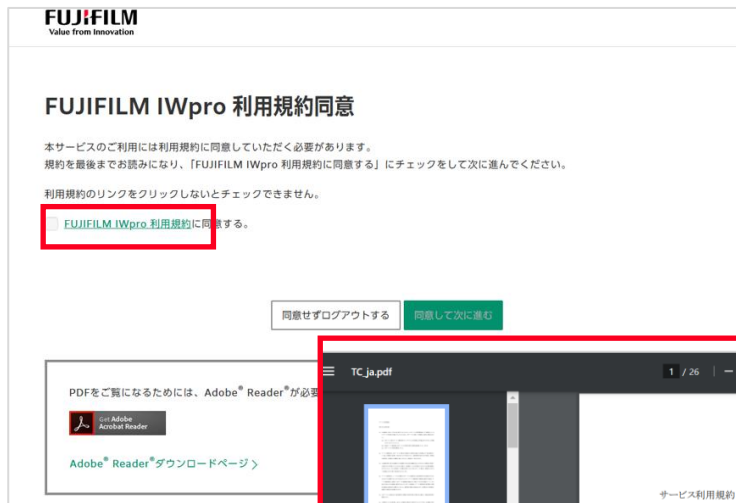 FUJIFILM
Value from Innovation
FUJIFILM IWpro 利用規約同意
本サービスのご利用には利用規約に同意していただく必要があります。
規約を最後までお読みになり、「FUJIFILM IWpro 利用規約に同意する」にチェックをして次に進んでください。
利用規約のリンクをクリックしないとチェックできません。
FUJIFILM IWpro 利用規約に同意する。
同意せずログアウトする 同意して次に進む
PDFをご覧になるためには、Adobe® Reader®が必要
Get Adobe
Acrobat Reader
Adobe® Reader®ダウンロードページ >
TC_ja.pdf 1 / 26
サービス利用規約